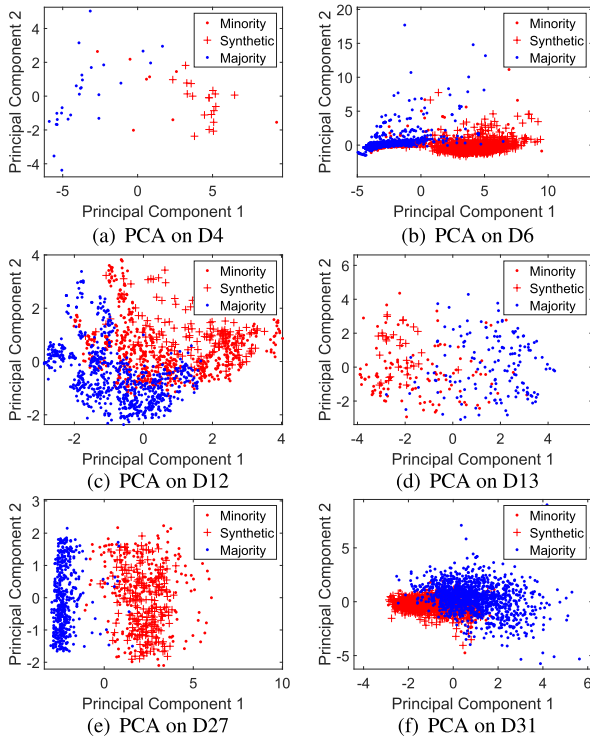 Principal Component 2
4
2
0
-2
-4
Minority
Synthetic
Majority
-5
0
5
Principal Component 1
(a) PCA on D4
Principal Component 2
20
15
10
5
0
Minority
Synthetic
Majority
0
5
10
Principal Component 1
(b) PCA on D6
Principal Component 2
4
2
0
-2
Minority
Synthetic
Majority
-2
0
2
4
Principal Component 1
(c) PCA on D12
Principal Component 2
6
4
2
0
-2
Minority
Synthetic
Majority
-4
-2
0
2
4
Principal Component 1
(d) PCA on D13
Principal Component 2
3
2
1
0
-1
-2
Minority
Synthetic
Majority
0
5
10
Principal Component 1
(e) PCA on D27
Principal Component 2
5
0
-5
Minority
Synthetic
Majority
-4
-2
0
2
4
6
Principal Component 1
(f) PCA on D31